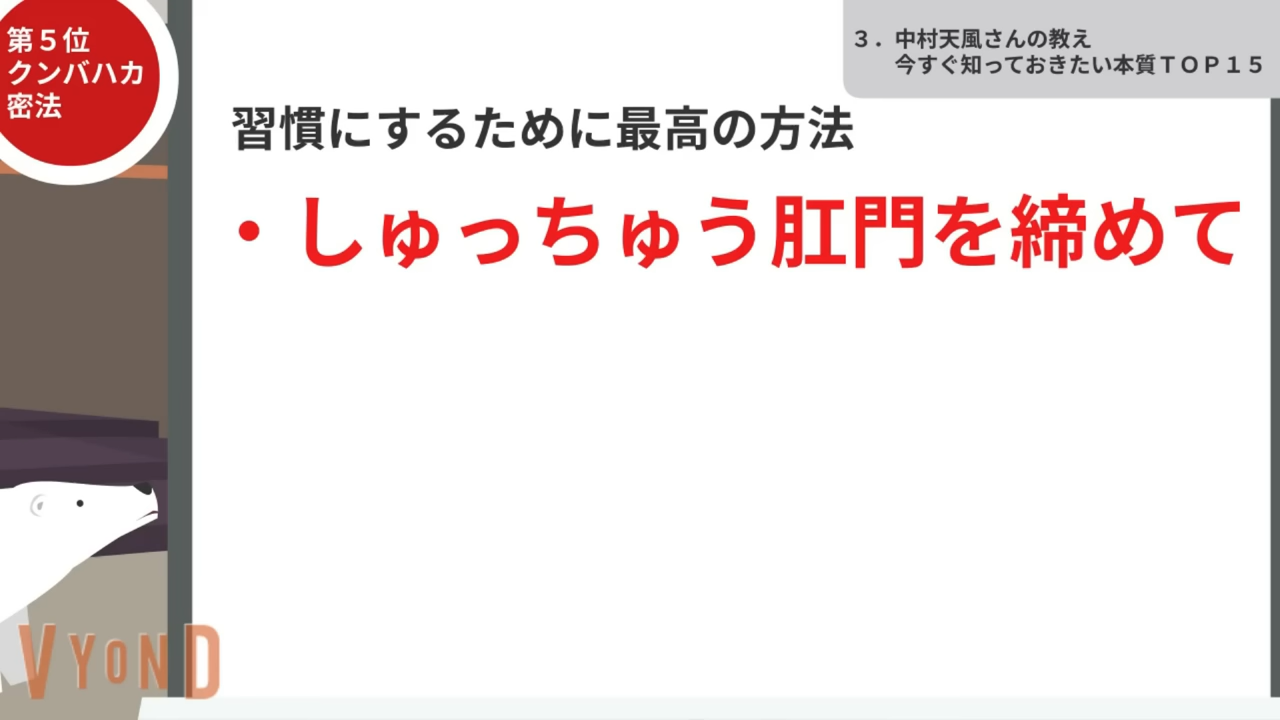 第５位
クンバハカ
密法
３．中村天風さんの教え
今すぐ知っておきたい本質ＴＯＰ１５
習慣にするために最高の方法
・しゅっちゅう肛門を締めて
VYOND